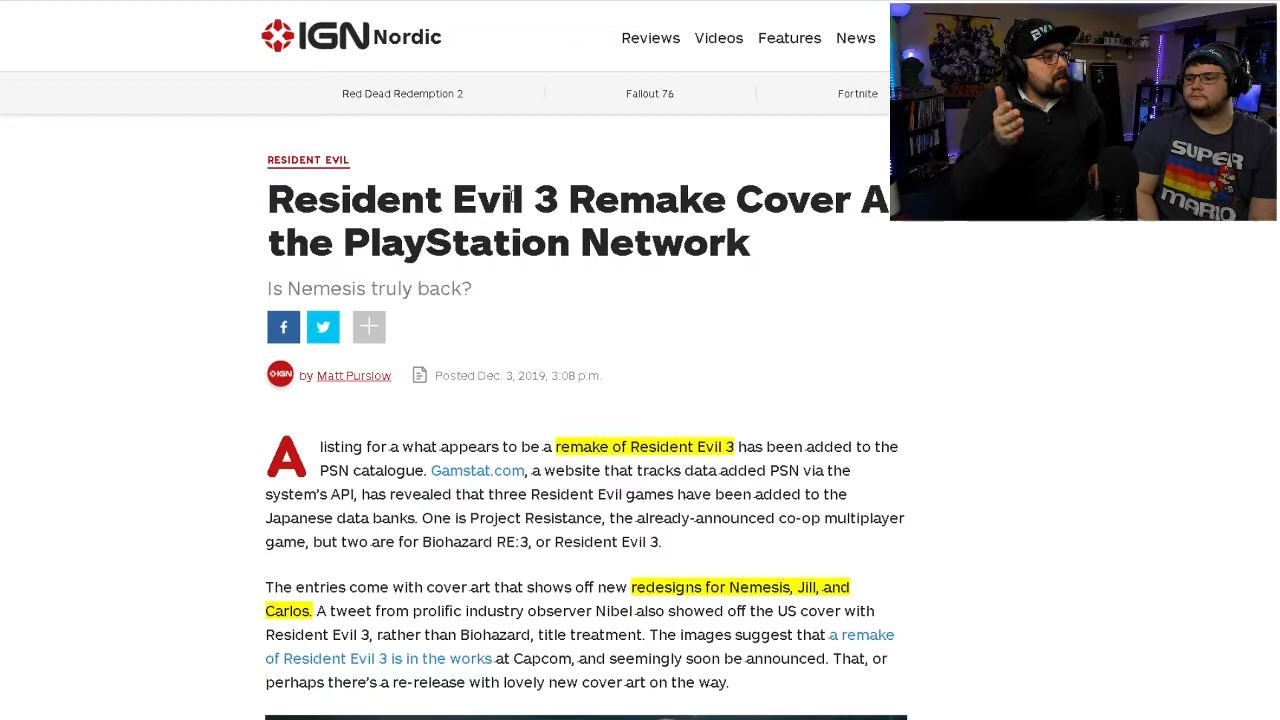 IGN Nordic
Reviews Videos Features News
Red Dead Redemption 2 Fallout 76 Fortnite
RESIDENT EVIL
Resident Evil 3 Remake Cover A
the PlayStation Network
Is Nemesis truly back?
by Matt Purslow Posted Dec. 3, 2019, 3:08 p.m.
A listing for a what appears to be a remake of Resident Evil 3 has been added to the
PSN catalogue. Gamstat.com, a website that tracks data added PSN via the
system's API, has revealed that three Resident Evil games have been added to the
Japanese data banks. One is Project Resistance, the already-announced co-op multiplayer
game, but two are for Biohazard RE:3, or Resident Evil 3.
The entries come with cover art that shows off new redesigns for Nemesis, Jill, and
Carlos. A tweet from prolific industry observer Nibel also showed off the US cover with
Resident Evil 3, rather than Biohazard, title treatment. The images suggest that a remake
of Resident Evil 3 is in the works at Capcom, and seemingly soon be announced. That, or
perhaps there's a re-release with lovely new cover art on the way.
SUPER
MARIO